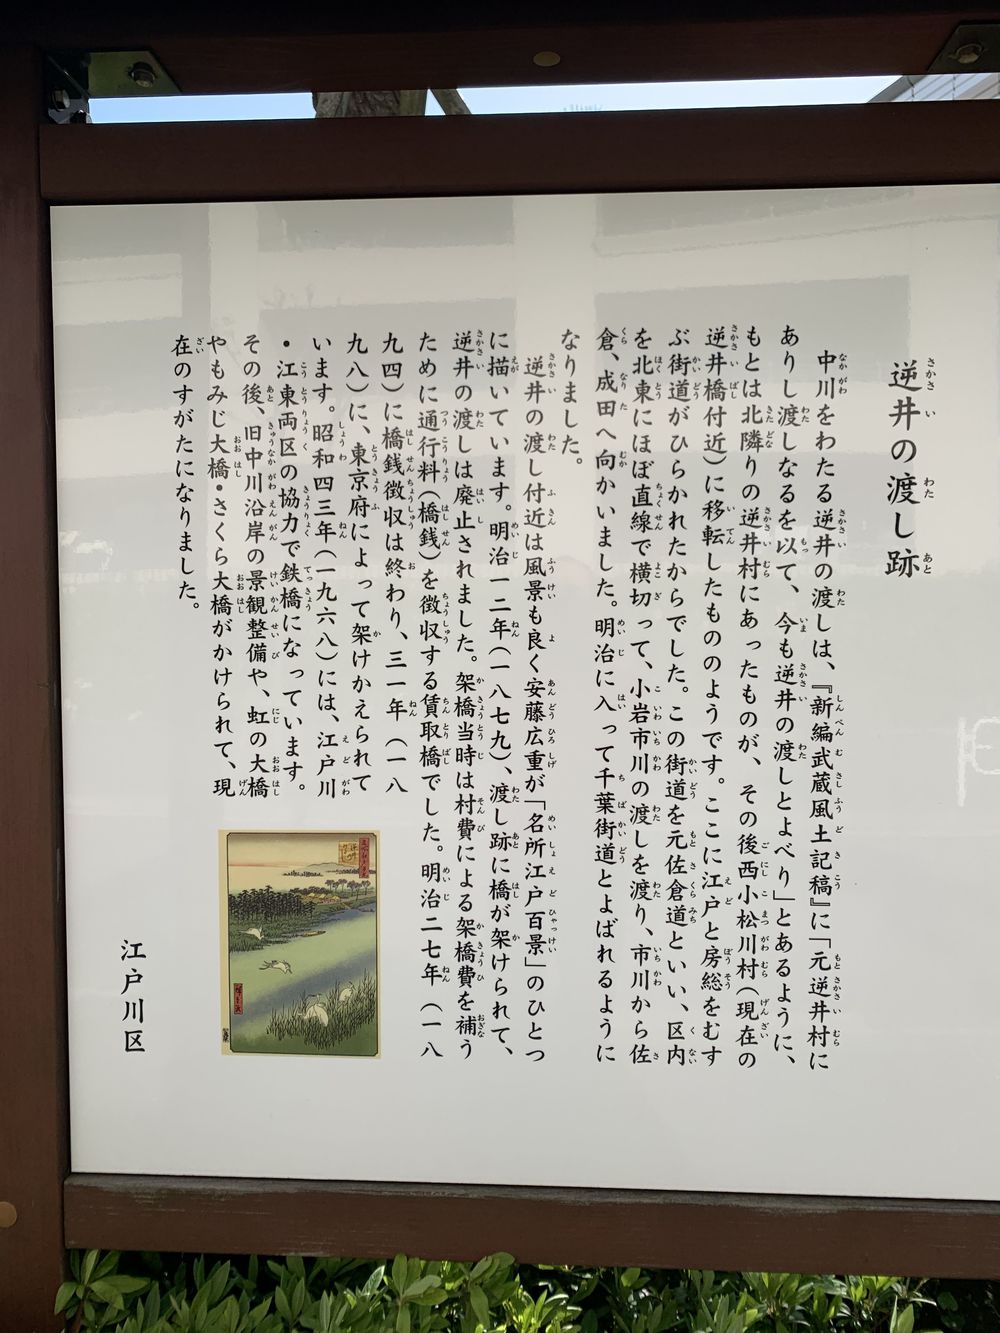 逆井の渡し跡
中川をわたる逆井の渡しは、『新編武蔵風土記稿』に「元逆井村に
ありし渡しなるを以て、今も逆井の渡しとよべり」とあるように、
もとは北隣りの逆井村にあったものが、その後西小松川村(現在の
逆井橋付近)に移転したもののようです。ここに江戸と房総をむす
ぶ街道がひらかれたからでした。この街道を元佐倉道といい、区内
を北東にほぼ直線で横切って、小岩市川の渡しを渡り、市川から佐
倉、成田へ向かいました。明治に入って千葉街道とよばれるように
なりました。
逆井の渡し付近は風景も良く安藤広重が「名所江戸百景」のひとつ
に描いています。明治一二年(一八七九)、渡し跡に橋が架けられて、
逆井の渡しは廃止されました。架橋当時は村費による架橋費を補う
ために通行料(橋銭)を徴収する賃取橋でした。明治二七年(一八
九四)に橋銭徴収は終わり、三一年(一八
九八)に、東京府によって架けかえられて
います。昭和四三年(一九六八)には、江戸川
・江東両区の協力で鉄橋になっています。
その後、旧中川沿岸の景観整備や、虹の大橋
やもみじ大橋・さくら大橋がかけられて、現
在のすがたになりました。
江戸川区